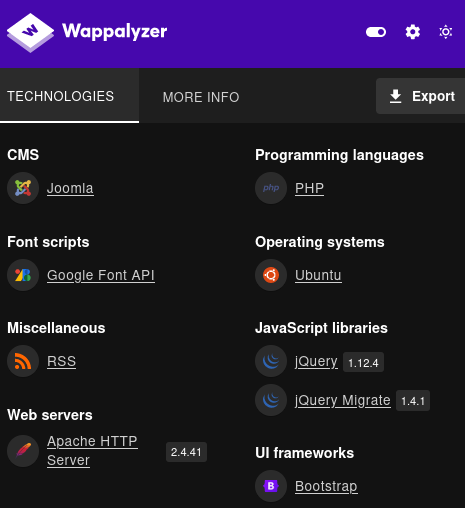 Wappalyzer
TECHNOLOGIES
MORE INFO
Export
CMS
Joomla
Font scripts
Google Font API
Miscellaneous
RSS
Web servers
Apache HTTP
Server
2.4.41
Programming languages
php
PHP
Operating systems
Ubuntu
JavaScript libraries
jQuery 1.12.4
jQuery Migrate 1.4.1
UI frameworks
B
Bootstrap